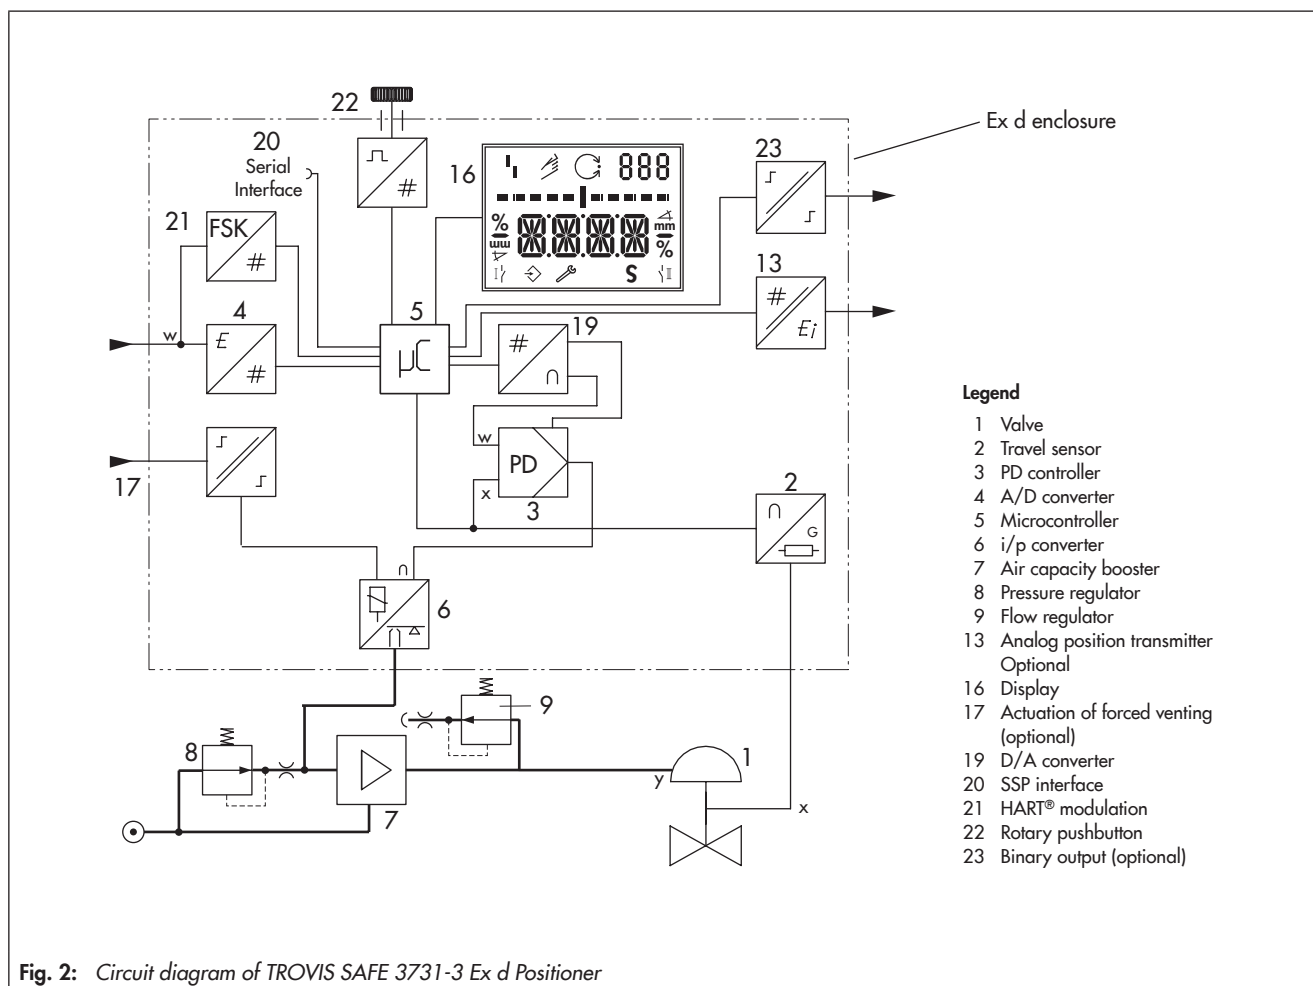 22
Ex d enclosure
20
Serial
Interface
16
888
%
mm
mm
%
S
23
21
FSK
#
#
13
#
Ei
w
4
E
#
5
µC
19
#
w
PD
x
3
17
2
G
6
8
9
7
y
1
x
Legend
1 Valve
2 Travel sensor
3 PD controller
4 A/D converter
5 Microcontroller
6 i/p converter
7 Air capacity booster
8 Pressure regulator
9 Flow regulator
13 Analog position transmitter
Optional
16 Display
17 Actuation of forced venting
(optional)
19 D/A converter
20 SSP interface
21 HART® modulation
22 Rotary pushbutton
23 Binary output (optional)
Fig. 2: Circuit diagram of TROVIS SAFE 3731-3 Ex d Positioner